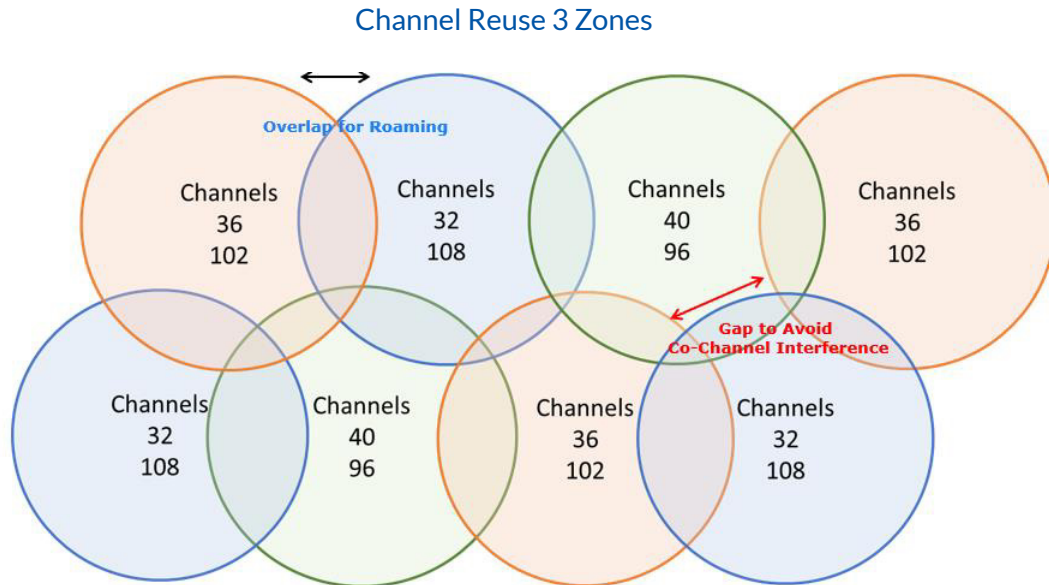 Channel Reuse 3 Zones
Overlap for Roaming
Channels
36
102
Channels
32
108
Channels
40
96
Channels
36
102
Gap to Avoid
Co-Channel Interference
Channels
32
108
Channels
40
96
Channels
36
102
Channels
32
108